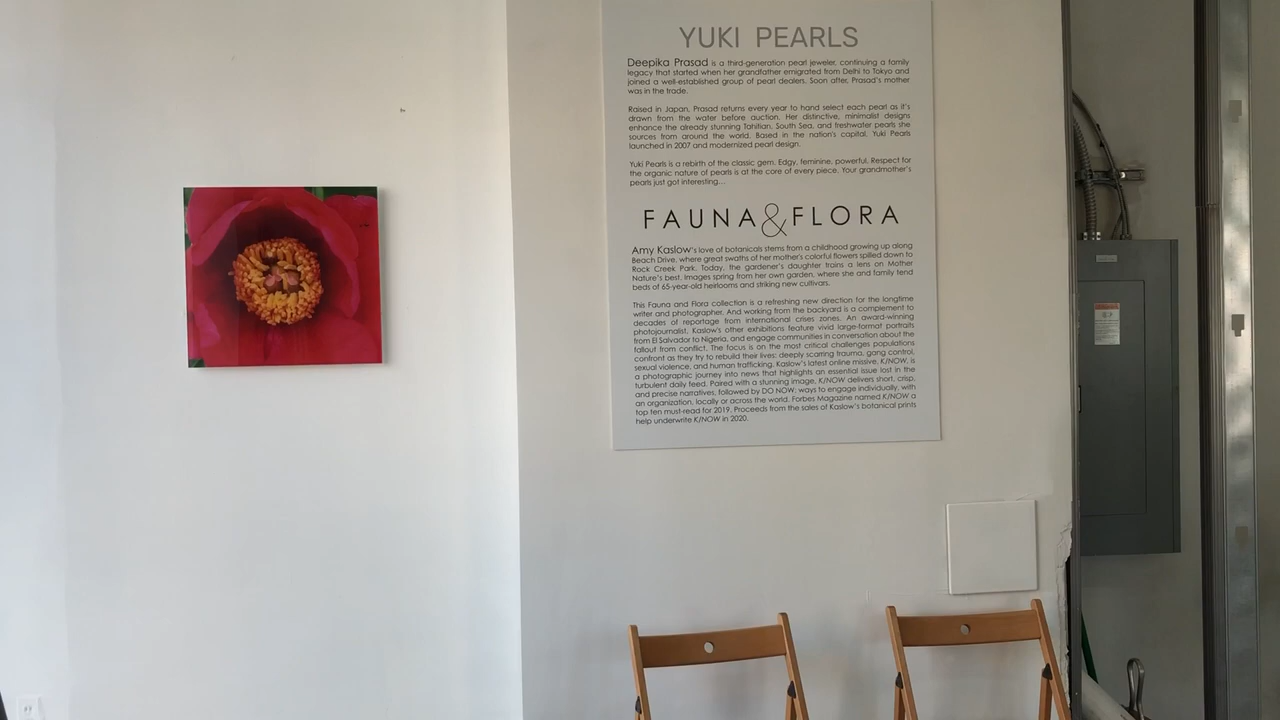 YUKI PEARLS
Deepika Prasad is a third-generation pearl jeweler, continuing a family
legacy that started when her grandfather emigrated from Delhi to Tokyo and
joined a well-established group of pearl dealers. Soon after, Prasad's mother
was in the trade.
Raised in Japan, Prasad returns every year to hand select each pearl as it's
drawn from the water before auction. Her distinctive, minimalist designs
enhance the already stunning Tahitian, South Sea, and freshwater pearls she
sources from around the world. Based in the nation's capital, Yuki Pearls
launched in 2007 and modernized pearl design.
Yuki Pearls is a rebirth of the classic gem. Edgy, feminine, powerful. Respect for
the organic nature of pearls is at the core of every piece. Your grandmother's
pearls just got interesting...
FAUNA&FLORA
Amy Kaslow's love of botanicals stems from a childhood growing up along
Beach Drive, where great swaths of her mother's colorful flowers spilled down to
Rock Creek Park. Today, the gardener's daughter trains a lens on Mother
Nature's best. Images spring from her own garden, where she and family tend
beds of 65-year-old heirlooms and striking new cultivars.
This Fauna and Flora collection is a refreshing new direction for the longtime
writer and photographer. And working from the backyard is a complement to
decades of reportage from international crises zones. An award-winning
photojournalist, Kaslow's other exhibitions feature vivid large-format portraits
from El Salvador to Nigeria, and engage communities in conversation about the
fallout from conflict. The focus is on the most critical challenges populations
confront as they try to rebuild their lives: deeply scarring trauma, gang control,
sexual violence, and human trafficking. Kaslow's latest online missive, K/NOW, is
a photographic journey into news that highlights an essential issue lost in the
turbulent daily feed. Paired with a stunning image, K/NOW delivers short, crisp,
and precise narratives, followed by DO NOW: ways to engage individually, with
an organization, locally or across the world. Forbes Magazine named K/NOW a
top ten must-read for 2019. Proceeds from the sales of Kaslow's botanical prints
help underwrite K/NOW in 2020.